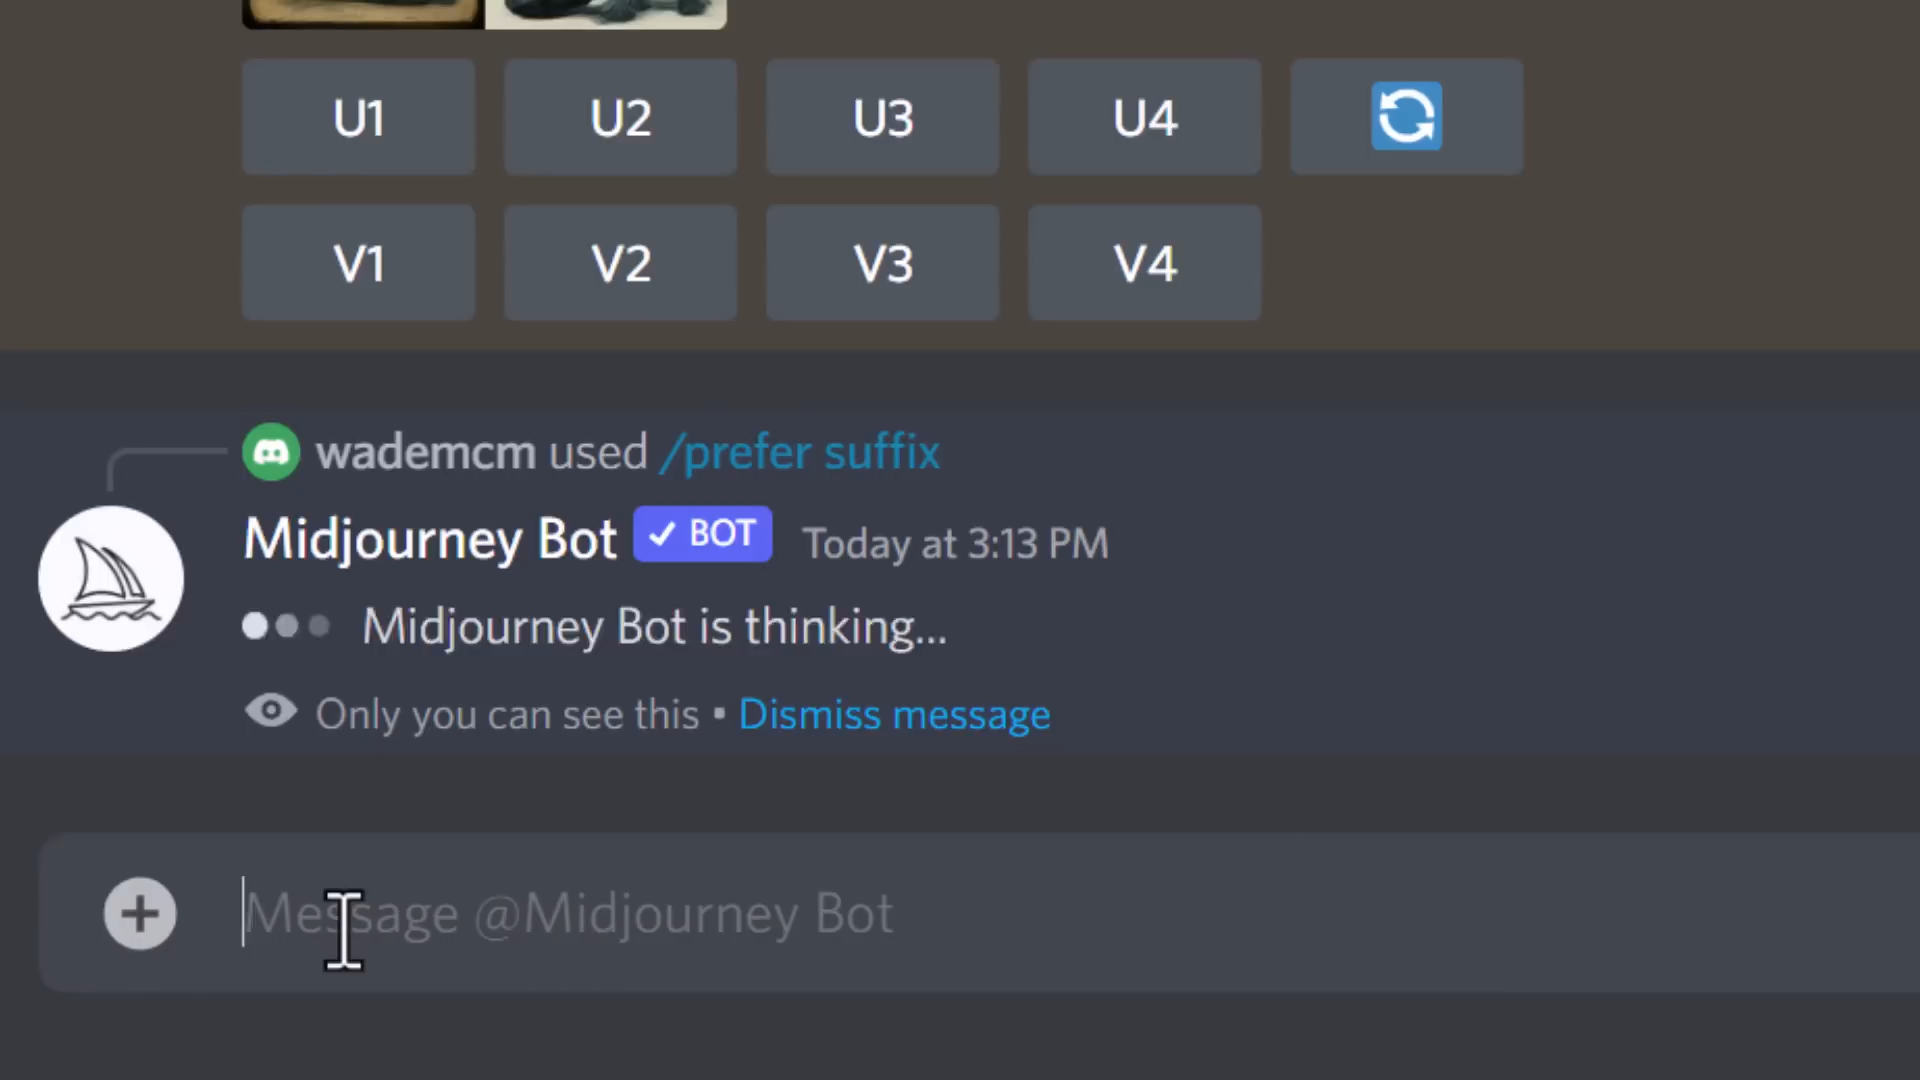 U1 U2 U3 U4
V1 V2 V3 V4
wademcm used /prefer suffix
Midjourney Bot ✓ BOT Today at 3:13 PM
Midjourney Bot is thinking...
Only you can see this • Dismiss message
Message @Midjourney Bot